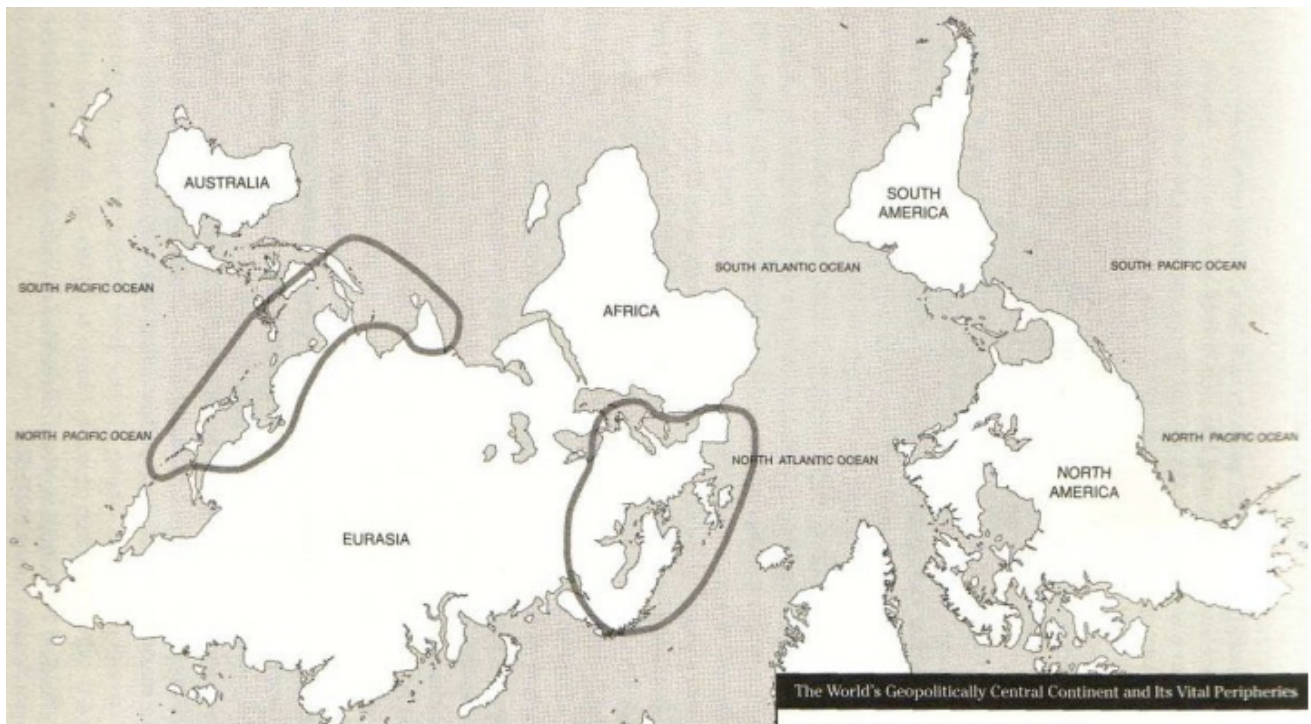 AUSTRALIA
SOUTH
AMERICA
SOUTH PACIFIC OCEAN
SOUTH ATLANTIC OCEAN
SOUTH PACIFIC OCEAN
AFRICA
NORTH PACIFIC OCEAN
NORTH ATLANTIC OCEAN
NORTH PACIFIC OCEAN
NORTH
AMERICA
EURASIA
The World's Geopolitically Central Continent and Its Vital Peripheries